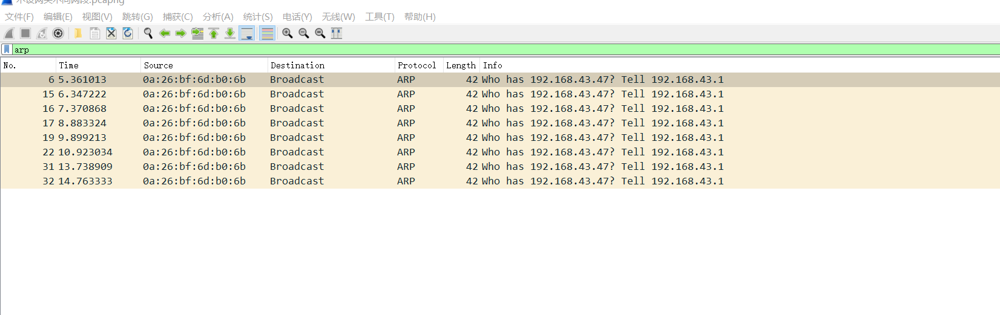 不设网关不同网段.pcapng
文件(F) 编辑(E) 视图(V) 跳转(G) 捕获(C) 分析(A) 统计(S) 电话(Y) 无线(W) 工具(T) 帮助(H)
arp
No. Time Source Destination Protocol Length Info
6 5.361013 0a:26:bf:6d:b0:6b Broadcast ARP 42 Who has 192.168.43.47? Tell 192.168.43.1
15 6.347222 0a:26:bf:6d:b0:6b Broadcast ARP 42 Who has 192.168.43.47? Tell 192.168.43.1
16 7.370868 0a:26:bf:6d:b0:6b Broadcast ARP 42 Who has 192.168.43.47? Tell 192.168.43.1
17 8.883324 0a:26:bf:6d:b0:6b Broadcast ARP 42 Who has 192.168.43.47? Tell 192.168.43.1
19 9.899213 0a:26:bf:6d:b0:6b Broadcast ARP 42 Who has 192.168.43.47? Tell 192.168.43.1
22 10.923034 0a:26:bf:6d:b0:6b Broadcast ARP 42 Who has 192.168.43.47? Tell 192.168.43.1
31 13.738909 0a:26:bf:6d:b0:6b Broadcast ARP 42 Who has 192.168.43.47? Tell 192.168.43.1
32 14.763333 0a:26:bf:6d:b0:6b Broadcast ARP 42 Who has 192.168.43.47? Tell 192.168.43.1